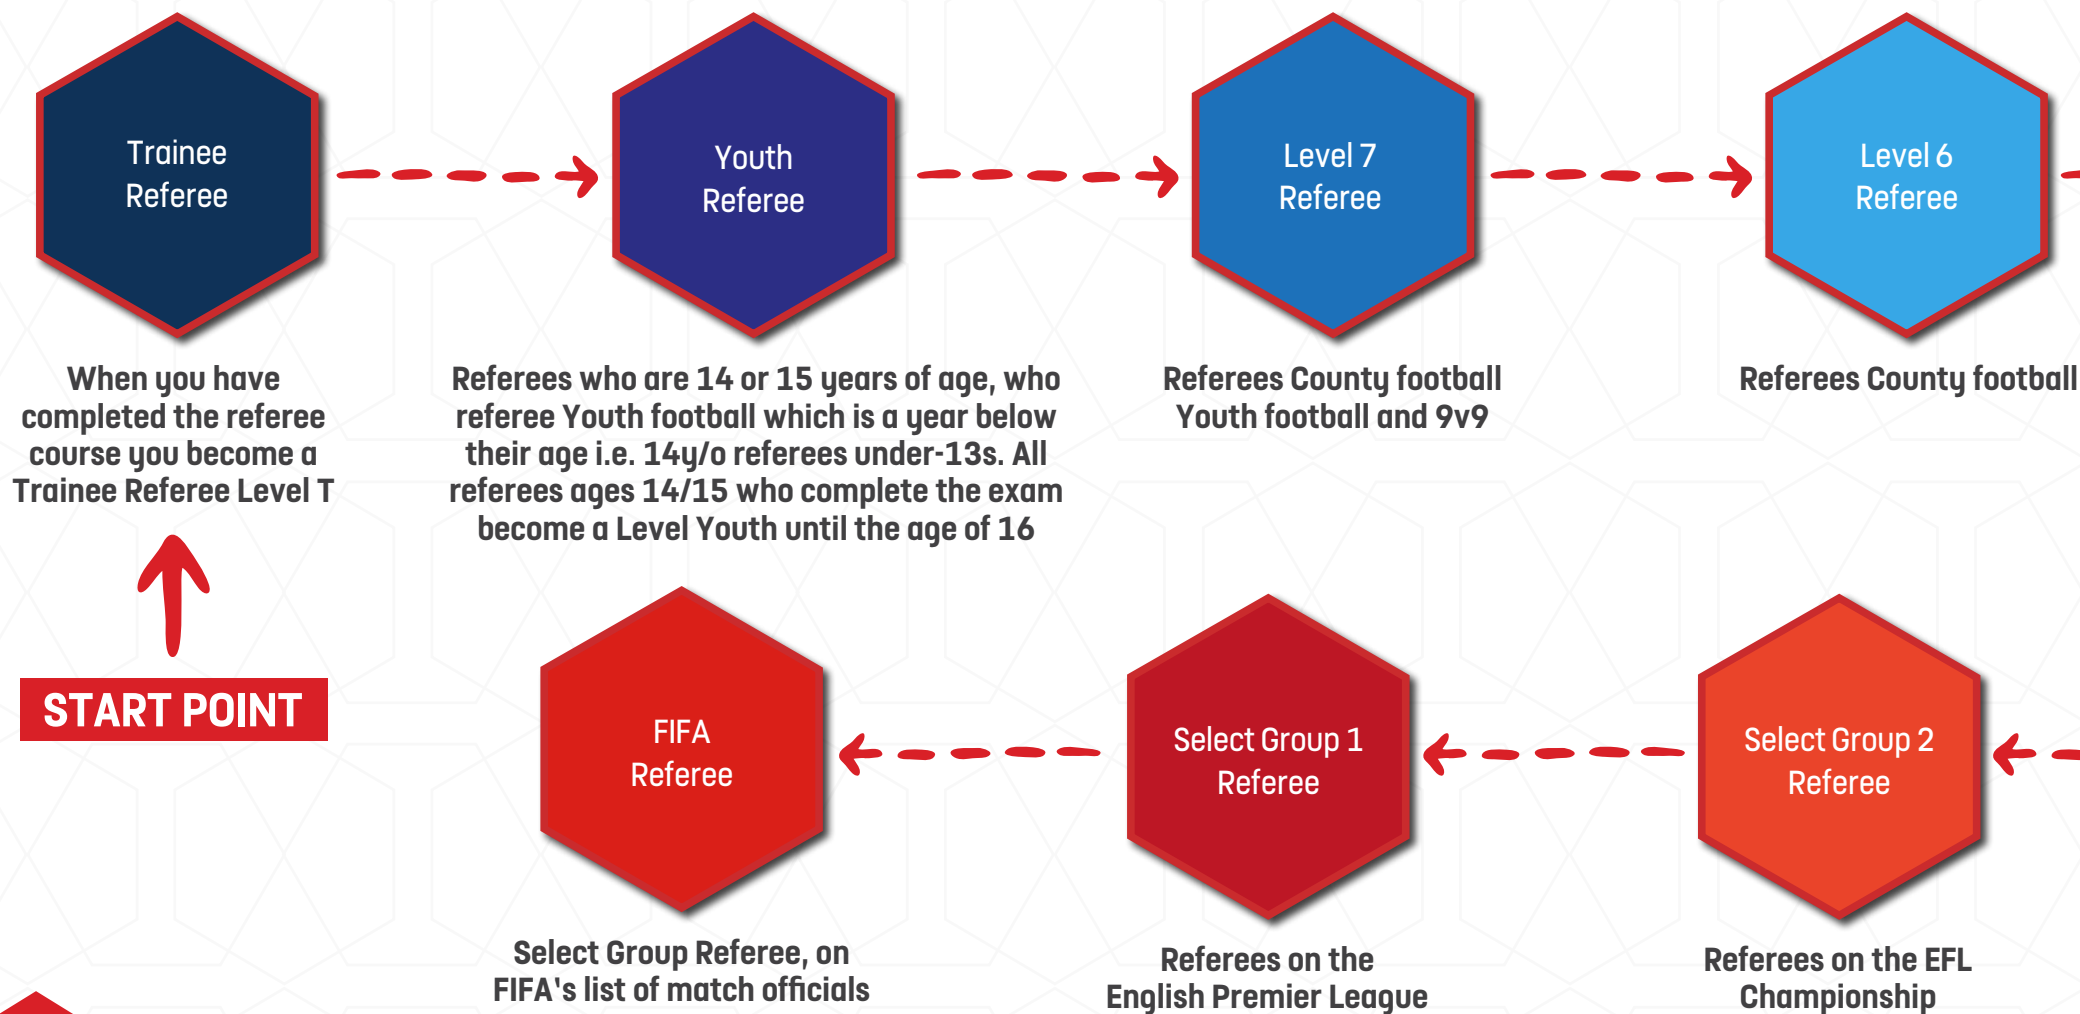 Trainee
Referee
Youth
Referee
Level 7
Referee
Level 6
Referee
When you have
completed the referee
course you become a
Trainee Referee Level T
Referees who are 14 or 15 years of age, who
referee Youth football which is a year below
their age i.e. 14y/o referees under-13s. All
referees ages 14/15 who complete the exam
become a Level Youth until the age of 16
Referees County football
Youth football and 9v9
Referees County football
START POINT
FIFA
Referee
Select Group 1
Referee
Select Group 2
Referee
Select Group Referee, on
FIFA's list of match officials
Referees on the
English Premier League
Referees on the EFL
Championship